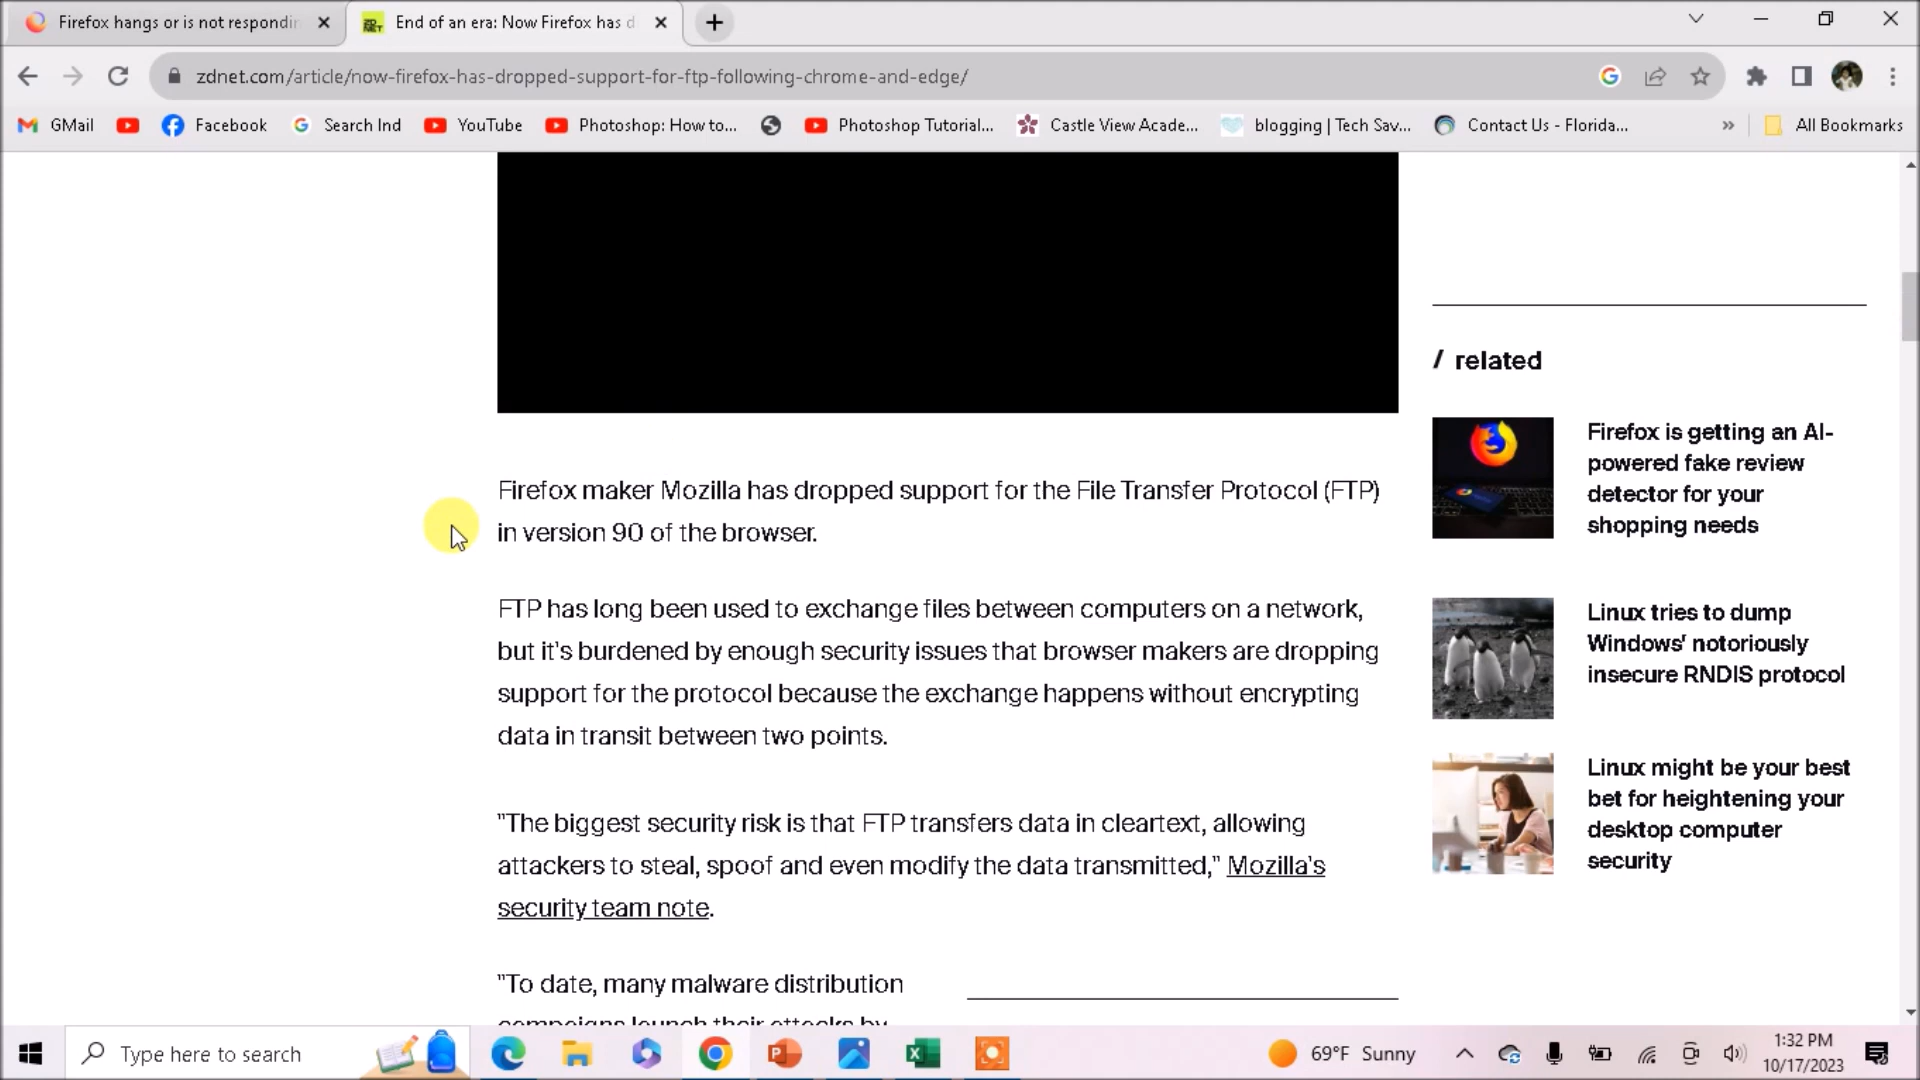 Firefox hangs or is not respondin
End of an era: Now Firefox has d
zdnet.com/article/now-firefox-has-dropped-support-for-ftp-following-chrome-and-edge/
GMail
Facebook
Search Ind
YouTube
Photoshop: How to...
Photoshop Tutorial...
Castle View Acade...
blogging | Tech Sav...
Contact Us - Florida...
»
All Bookmarks
Firefox maker Mozilla has dropped support for the File Transfer Protocol (FTP)
in version 90 of the browser.
FTP has long been used to exchange files between computers on a network,
but it's burdened by enough security issues that browser makers are dropping
support for the protocol because the exchange happens without encrypting
data in transit between two points.
"The biggest security risk is that FTP transfers data in cleartext, allowing
attackers to steal, spoof and even modify the data transmitted," Mozilla's
security team note.
"To date, many malware distribution
campaigns launch their attacks by
/ related
Firefox is getting an AI-
powered fake review
detector for your
shopping needs
Linux tries to dump
Windows' notoriously
insecure RNDIS protocol
Linux might be your best
bet for heightening your
desktop computer
security
Type here to search
69°F Sunny
1:32 PM
10/17/2023